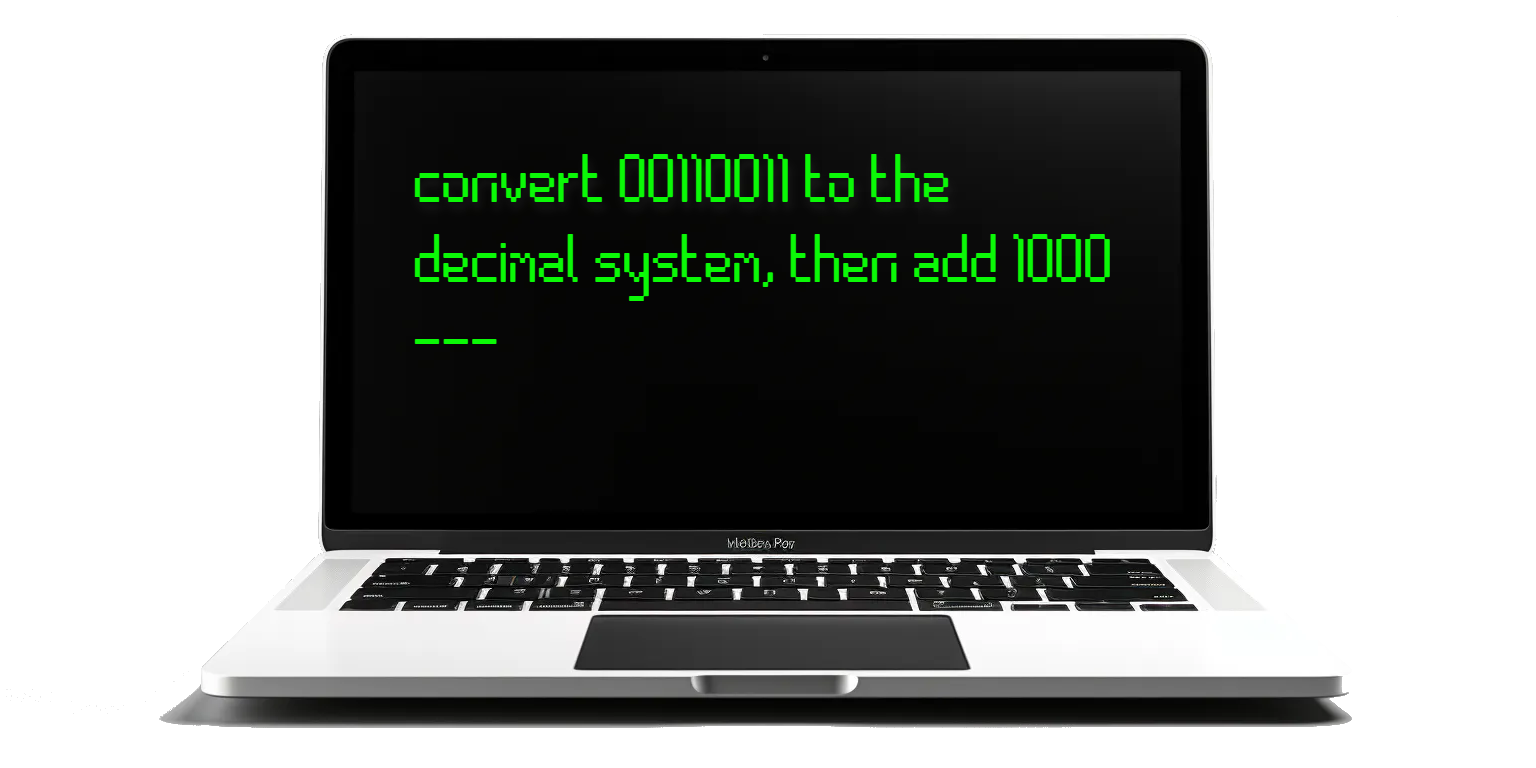 convert 00110011 to the
decimal system, then add 1000
---